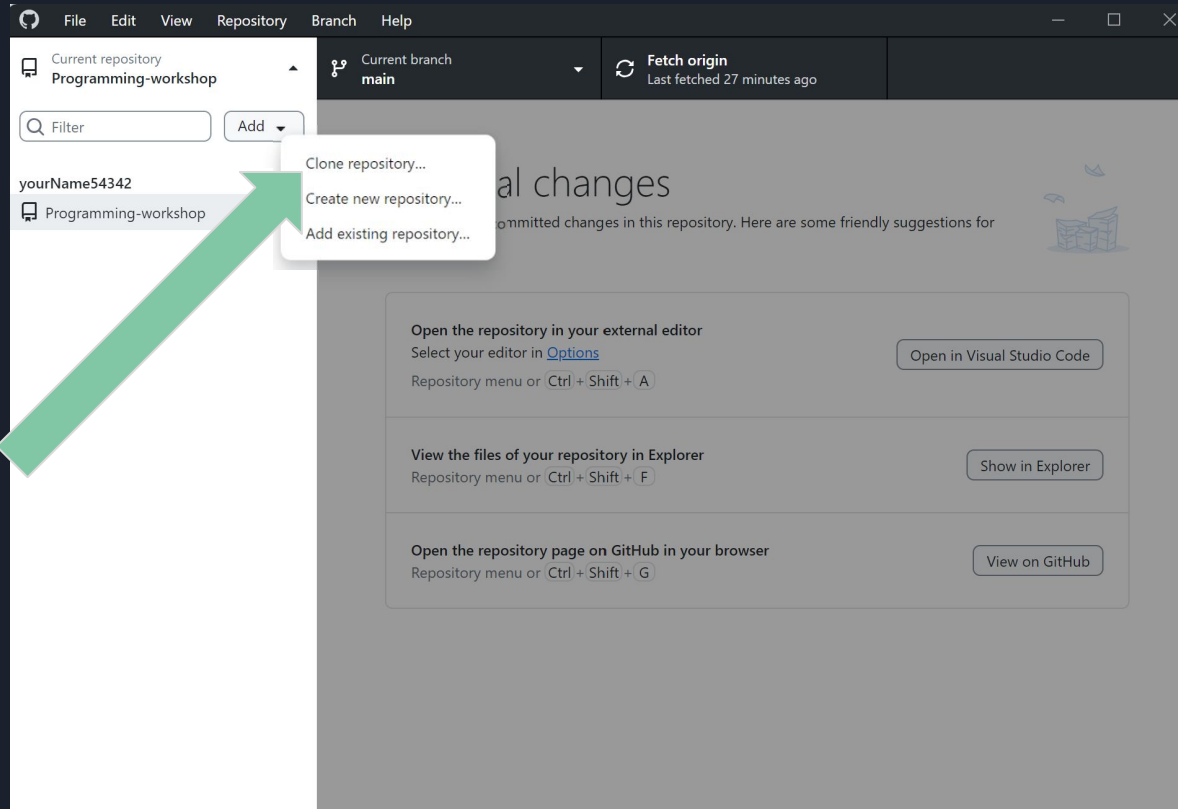 File Edit View Repository Branch Help
Current repository
Programming-workshop
Current branch
main
Fetch origin
Last fetched 27 minutes ago
Filter
Add
Clone repository...
Create new repository...
Add existing repository...
yourName54342
Programming-workshop
al changes
ommitted changes in this repository. Here are some friendly suggestions for
Open the repository in your external editor
Select your editor in Options
Repository menu or Ctrl + Shift + A
Open in Visual Studio Code
View the files of your repository in Explorer
Repository menu or Ctrl + Shift + F
Show in Explorer
Open the repository page on GitHub in your browser
Repository menu or Ctrl + Shift + G
View on GitHub